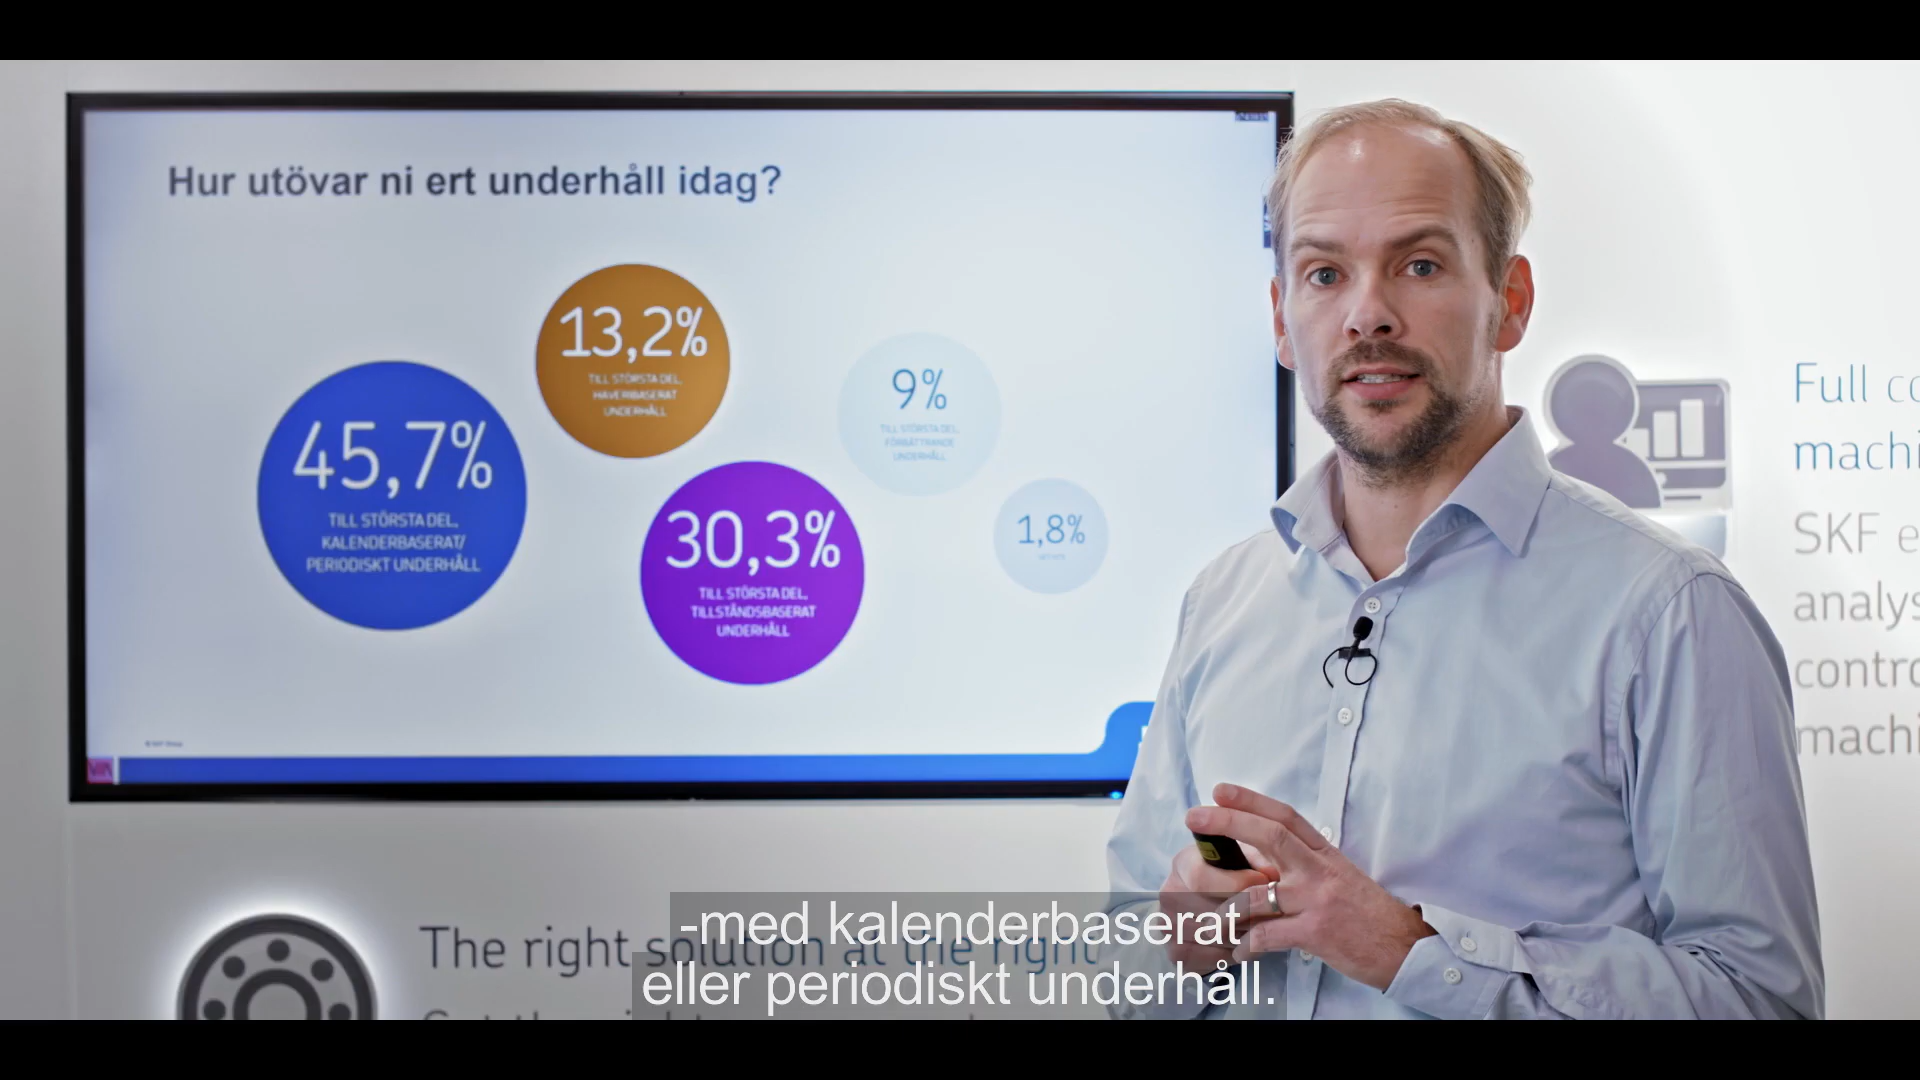 Hur utövar ni ert underhåll idag?
13,2%
TILL STÖRSTA DEL,
HAVERIBASERAT
UNDERHÅLL
45,7%
TILL STÖRSTA DEL,
KALENDERBASERAT/
PERIODISKT UNDERHÅLL
30,3%
TILL STÖRSTA DEL,
TILLSTÅNDSBASERAT
UNDERHÅLL
9%
TILL STÖRSTA DEL,
FÖRBÄTTRANDE
UNDERHÅLL
1,8%
Full
machi
SKF e
analys
contro
machi
The right solution at the right
-med kalenderbaserat
eller periodiskt underhåll.